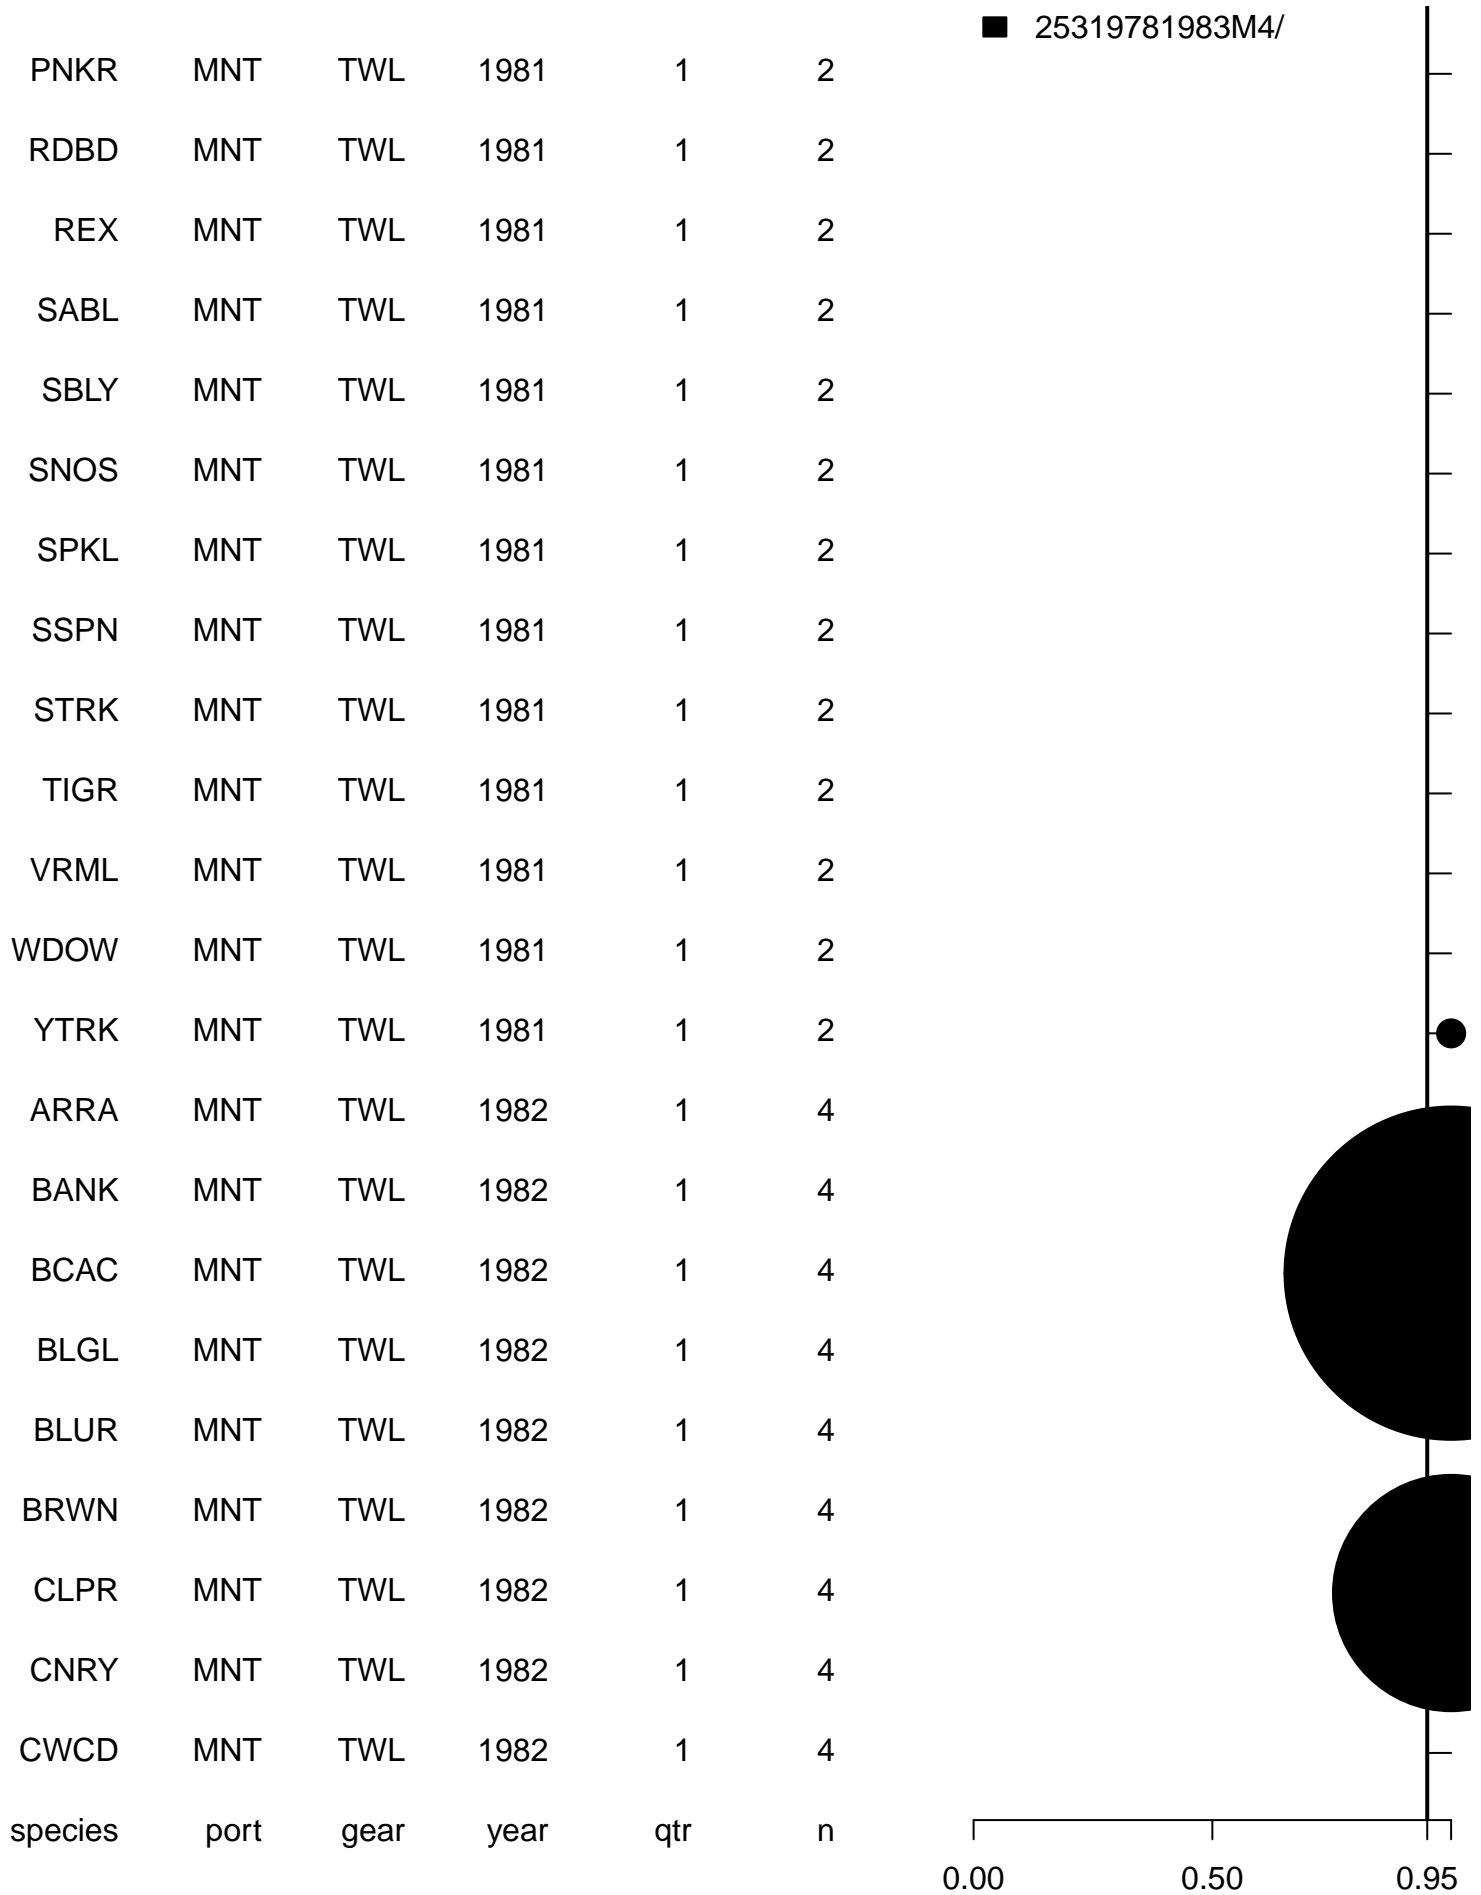 25319781983M4/
PNKR MNT TWL 1981 1 2
RDBD MNT TWL 1981 1 2
REX MNT TWL 1981 1 2
SABL MNT TWL 1981 1 2
SBLY MNT TWL 1981 1 2
SNOS MNT TWL 1981 1 2
SPKL MNT TWL 1981 1 2
SSPN MNT TWL 1981 1 2
STRK MNT TWL 1981 1 2
TIGR MNT TWL 1981 1 2
VRML MNT TWL 1981 1 2
WDOW MNT TWL 1981 1 2
YTRK MNT TWL 1981 1 2
ARRA MNT TWL 1982 1 4
BANK MNT TWL 1982 1 4
BCAC MNT TWL 1982 1 4
BLGL MNT TWL 1982 1 4
BLUR MNT TWL 1982 1 4
BRWN MNT TWL 1982 1 4
CLPR MNT TWL 1982 1 4
CNRY MNT TWL 1982 1 4
CWCD MNT TWL 1982 1 4
species port gear year qtr n
0.00 0.50 0.95